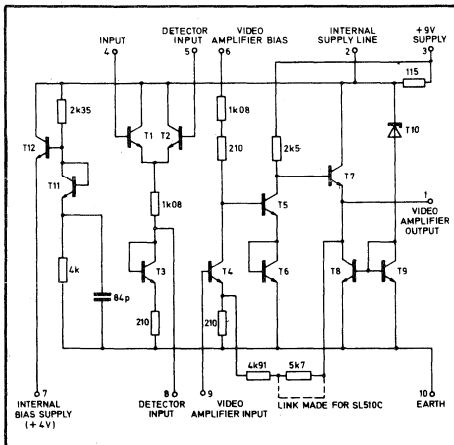 INPUT
4
DETECTOR
INPUT
5
VIDEO
AMPLIFIER BIAS
6
INTERNAL
SUPPLY LINE
2
+9V
SUPPLY
3
115
2k35
1k08
T12
T1
T2
210
2k5
T10
T7
T11
1k08
T5
1
VIDEO
AMPLIFIER
OUTPUT
4k
84p
T3
T4
T6
T8
T9
210
210
4k91
5k7
7
INTERNAL
BIAS SUPPLY
(+4V)
8
DETECTOR
INPUT
9
VIDEO
AMPLIFIER INPUT
LINK MADE FOR SL510C
10
EARTH